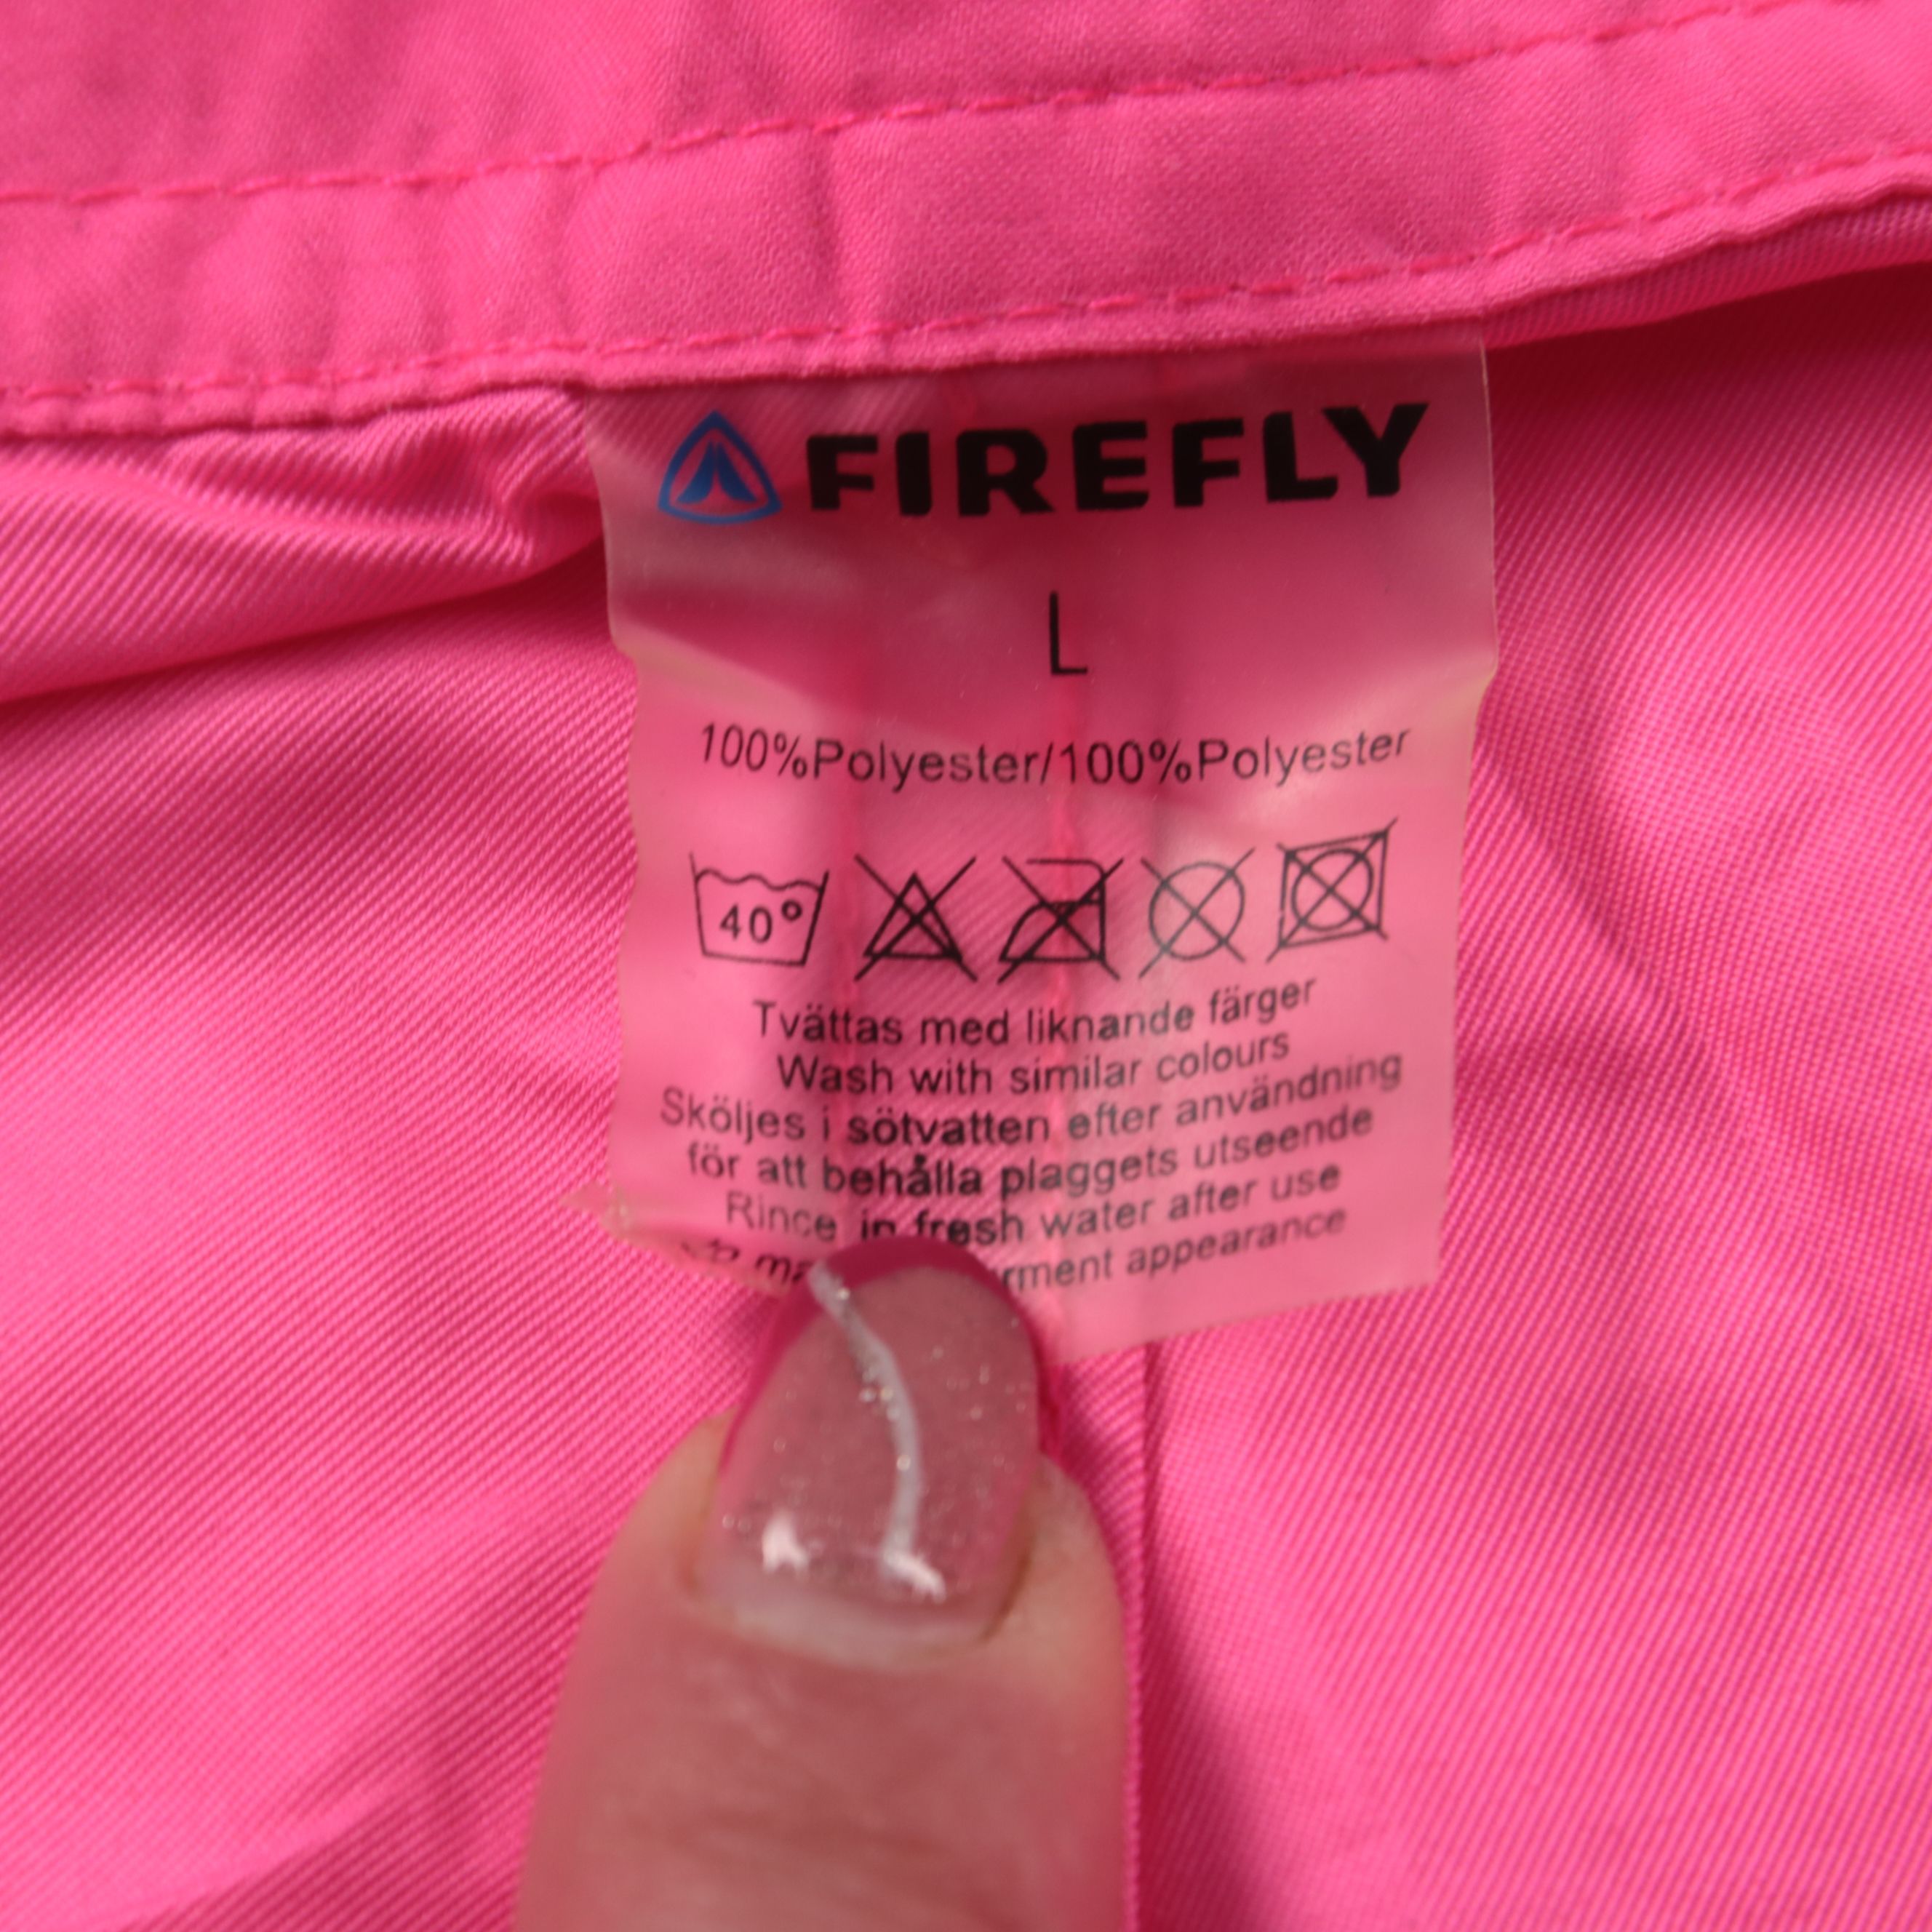 FIREFLY
L
100%Polyester/100%Polyester
40°
Tvättas med liknande färger
Wash with similar colours
Sköljes i sötvatten efter användning
för att behålla plaggets utseende
Rince in fresh water after use
appearance